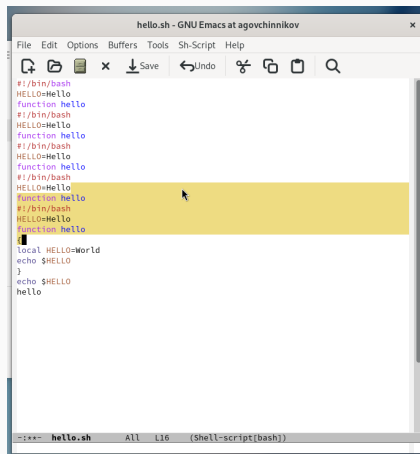 hello.sh - GNU Emacs at agovchinnikov
File Edit Options Buffers Tools Sh-Script Help
Save Undo
#!/bin/bash
HELLO=Hello
function hello
#!/bin/bash
HELLO=Hello
function hello
#!/bin/bash
HELLO=Hello
function hello
#!/bin/bash
HELLO=Hello
function hello
#!/bin/bash
HELLO=Hello
function hello
{
local HELLO=World
echo $HELLO
}
echo $HELLO
hello
-:**- hello.sh All L16 (Shell-script[bash])